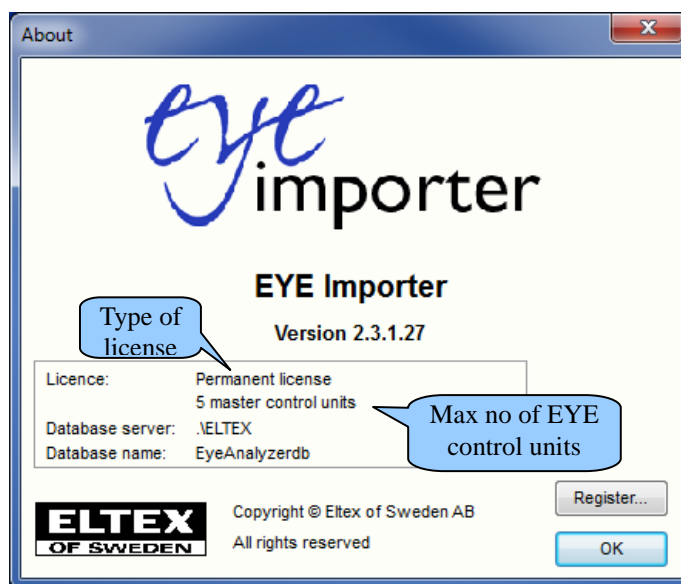 About
x
eye
importer
EYE Importer
Type of
license
Version 2.3.1.27
Licence: Permanent license
5 master control units
Max no of EYE
control units
Database server: .\ELTEX
Database name: EyeAnalyzerdb
ELTEX
OF SWEDEN
Copyright © Eltex of Sweden AB
All rights reserved
Register...
OK